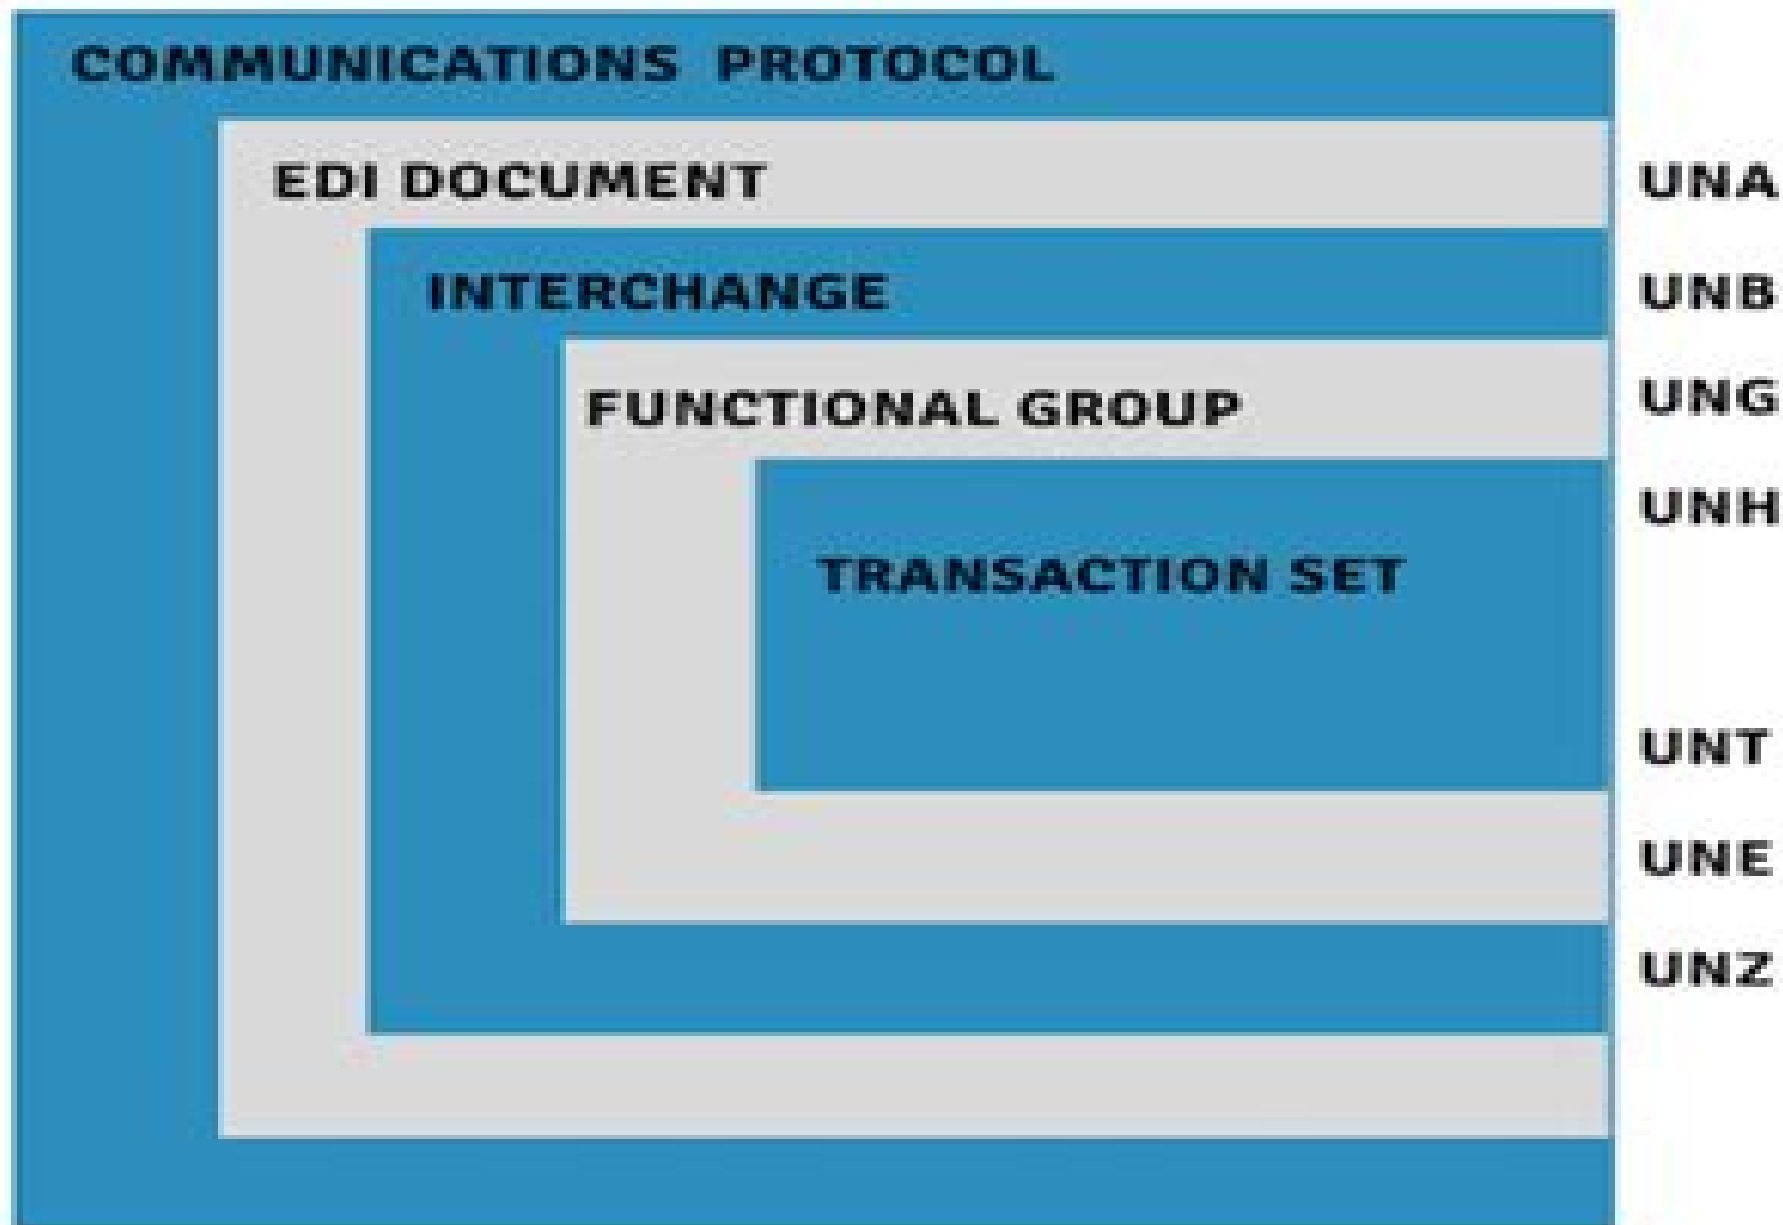 COMMUNICATIONS PROTOCOL
EDI DOCUMENT
UNA
INTERCHANGE
UNB
FUNCTIONAL GROUP
UNG
UNH
TRANSACTION SET
UNT
UNE
UNZ